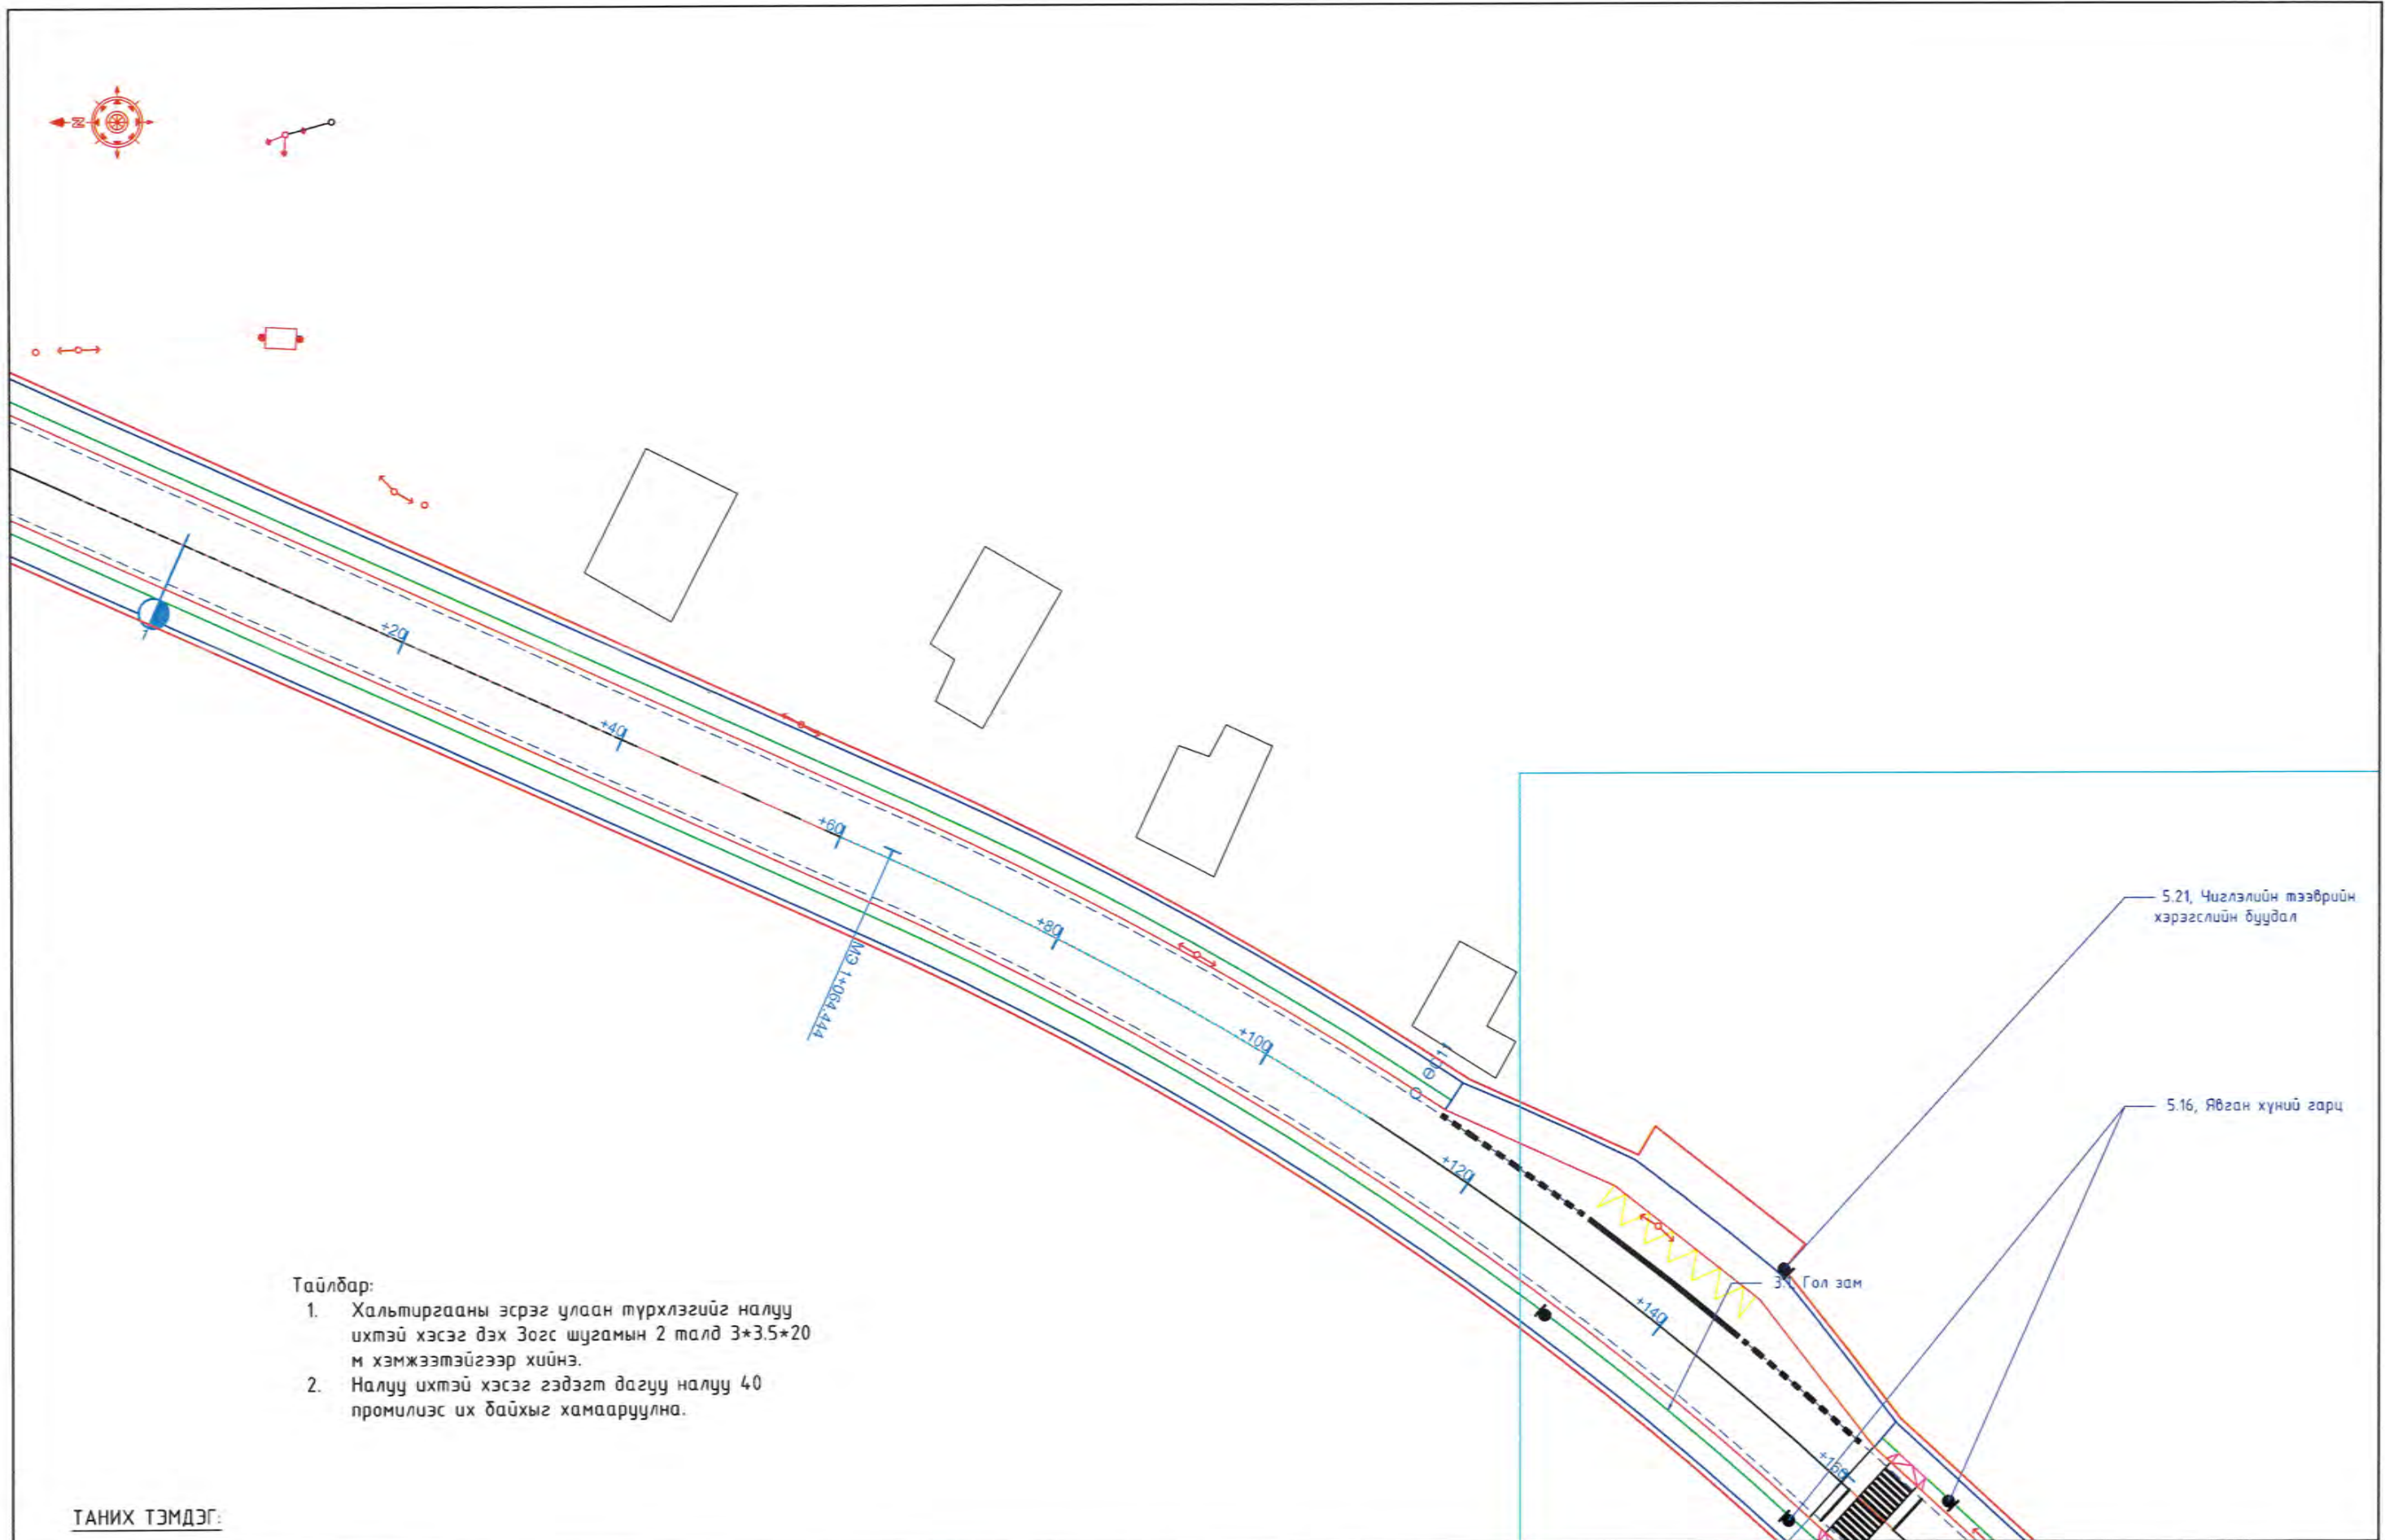 N
1
+20
+40
+60
МЭ 1+064.444
+80
+100
+120
+140
5.21, Чиглэлийн тээврийн
хэрэгслийн буудал
5.16, Явган хүний гарц
3.1, Гол зам
Тайлбар:
1. Хальтиргааны эсрэг улаан түрхлэгийг налуу
ихтэй хэсэг дэх Зогс шугамын 2 талд 3*3.5*20
м хэмжээтэйгээр хийнэ.
2. Налуу ихтэй хэсэг гэдэгт дагуу налуу 40
промилиэс их байхыг хамааруулна.
ТАНИХ ТЭМДЭГ: